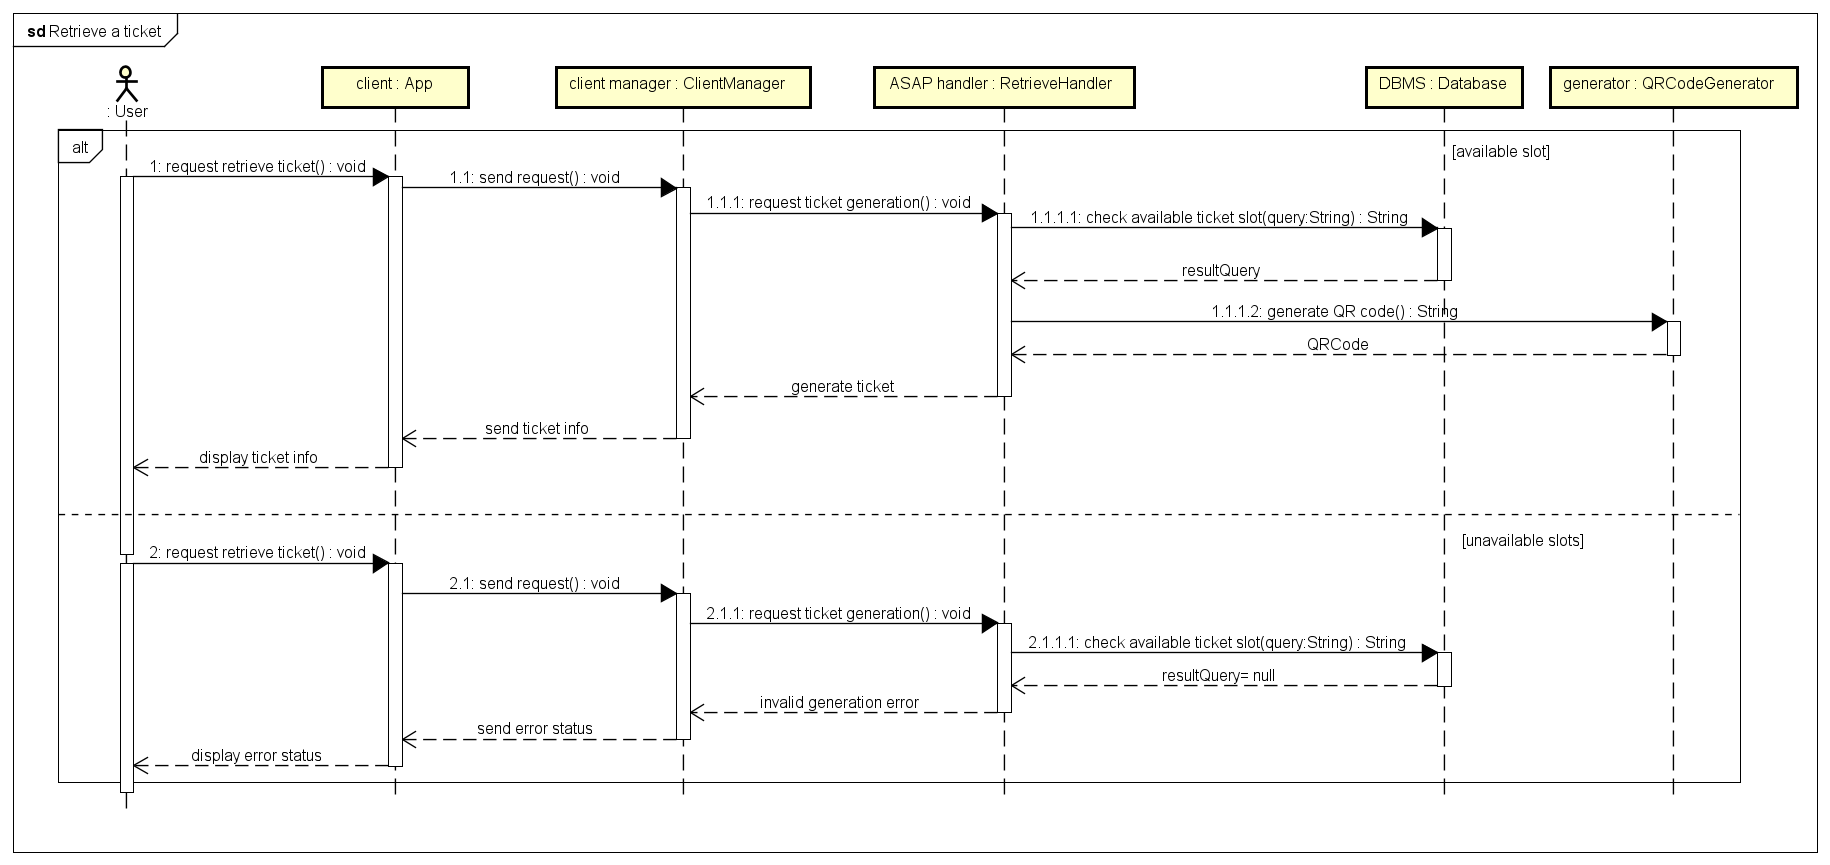 sd Retrieve a ticket
: User
client : App
client manager : ClientManager
ASAP handler : RetrieveHandler
DBMS : Database
generator : QRCodeGenerator
alt
[available slot]
1: request retrieve ticket() : void
1.1: send request() : void
1.1.1: request ticket generation() : void
1.1.1.1: check available ticket slot(query:String) : String
resultQuery
1.1.1.2: generate QR code() : String
QRCode
generate ticket
send ticket info
display ticket info
[unavailable slots]
2: request retrieve ticket() : void
2.1: send request() : void
2.1.1: request ticket generation() : void
2.1.1.1: check available ticket slot(query:String) : String
resultQuery= null
invalid generation error
send error status
display error status